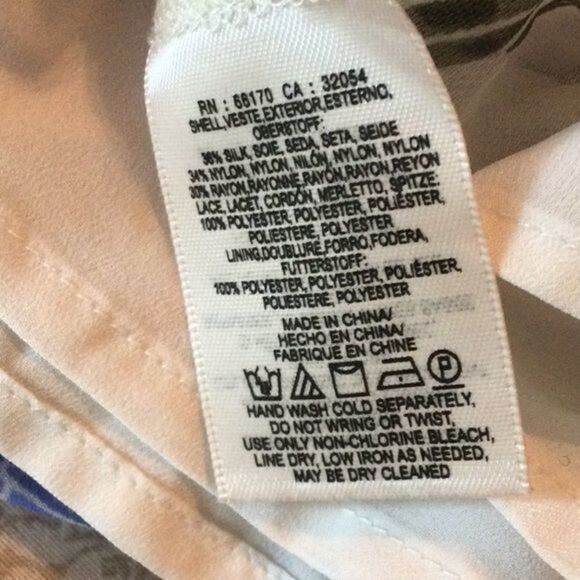 RN : 68170 CA : 32054
SHELL,VESTE,EXTERIOR,ESTERNO,
OBERSTOFF:
36% SILK, SOIE, SEDA, SETA, SEIDE
34% NYLON, NYLON, NILÓN, NYLON, NYLON
30% RAYON,RAYONNE,RAYÓN,RAYON,REYON
LACE, LACET, CORDÓN, MERLETTO, SPITZE:
100% POLYESTER, POLYESTER, POLIÉSTER,
POLIESTERE, POLYESTER
LINING,DOUBLURE,FORRO,FODERA,
FUTTERSTOFF:
100% POLYESTER, POLYESTER, POLIÉSTER,
POLIESTERE, POLYESTER
MADE IN CHINA/
HECHO EN CHINA/
FABRIQUE EN CHINE
P
HAND WASH COLD SEPARATELY,
DO NOT WRING OR TWIST,
USE ONLY NON-CHLORINE BLEACH,
LINE DRY, LOW IRON AS NEEDED,
MAY BE DRY CLEANED